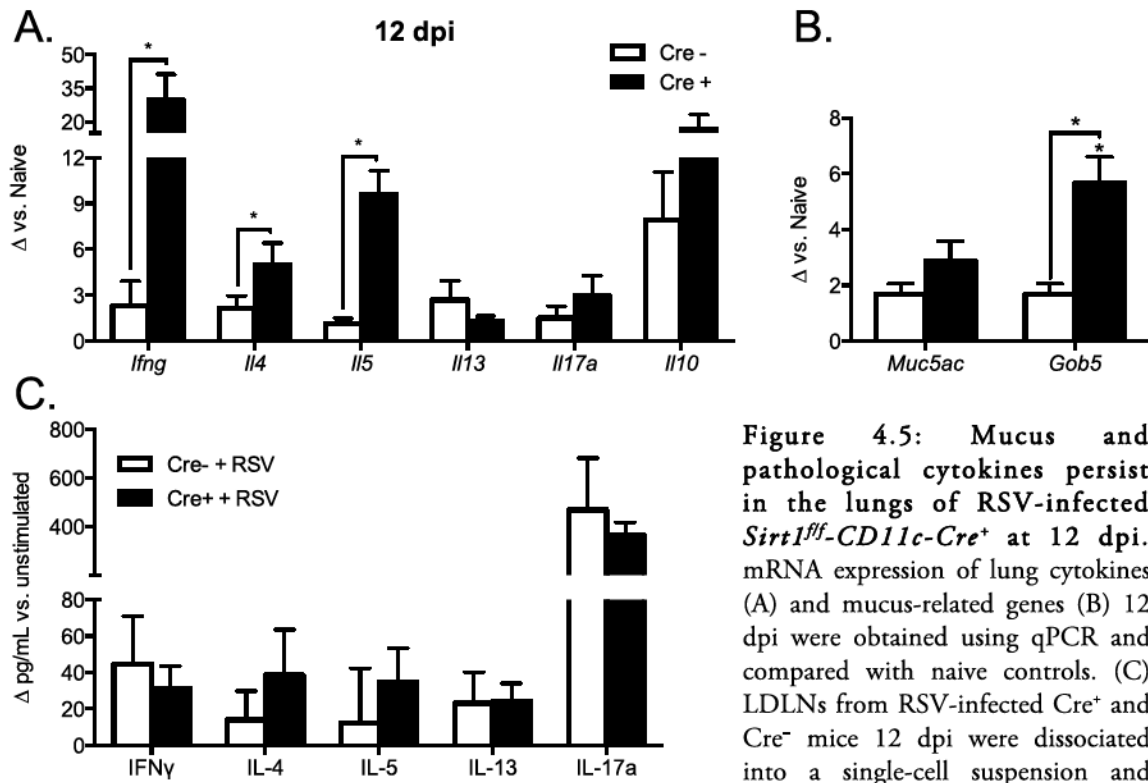 A.
12 dpi
Cre -
Cre +
*
*
*
50
35
20
12
9
6
3
0
Δ vs. Naive
Ifng Il4 Il5 Il13 Il17a Il10
B.
*
*
8
6
4
2
0
Δ vs. Naive
Muc5ac Gob5
C.
Cre- + RSV
Cre+ + RSV
800
600
400
80
60
40
20
0
Δ pg/mL vs. unstimulated
IFNγ IL-4 IL-5 IL-13 IL-17a
Figure 4.5: Mucus and
pathological cytokines persist
in the lungs of RSV-infected
Sirt1f/f-CD11c-Cre+ at 12 dpi.
mRNA expression of lung cytokines
(A) and mucus-related genes (B) 12
dpi were obtained using qPCR and
compared with naive controls. (C)
LDLNs from RSV-infected Cre+ and
Cre- mice 12 dpi were dissociated
into a single-cell suspension and